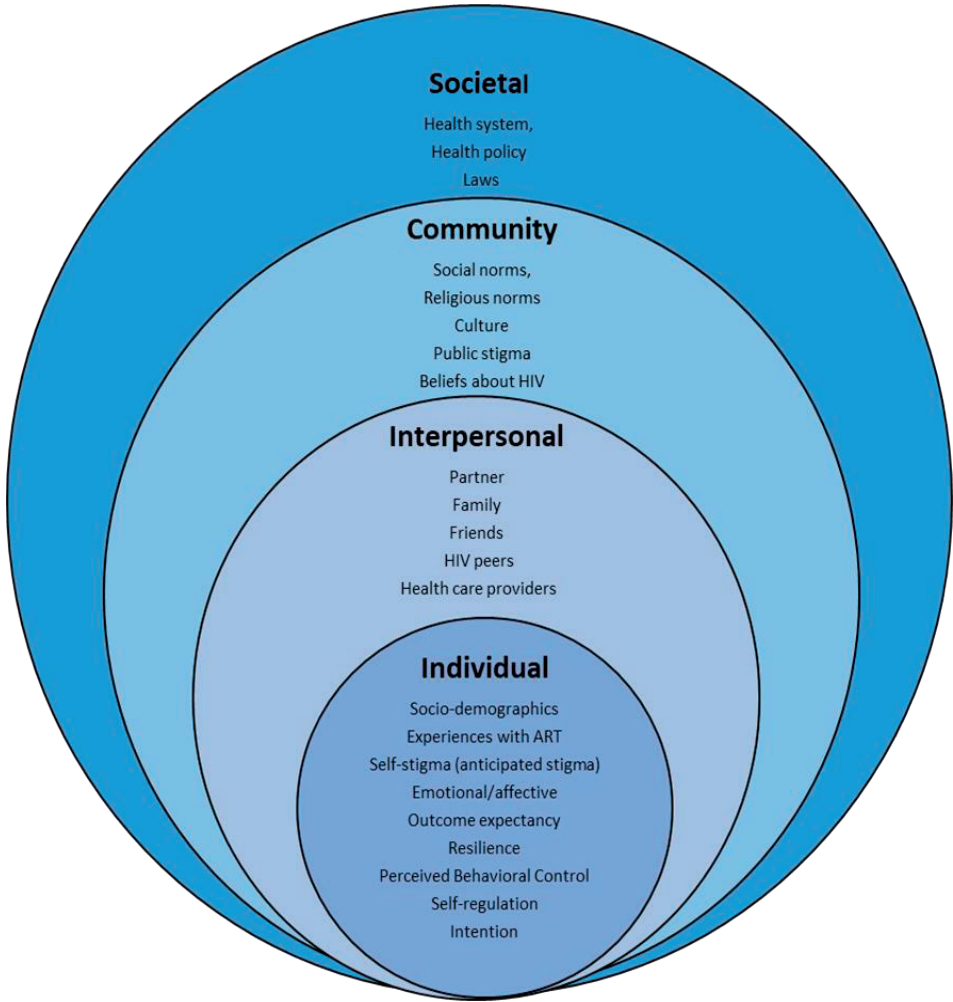 Societal
Health system,
Health policy
Laws
Community
Social norms,
Religious norms
Culture
Public stigma
Beliefs about HIV
Interpersonal
Partner
Family
Friends
HIV peers
Health care providers
Individual
Socio-demographics
Experiences with ART
Self-stigma (anticipated stigma)
Emotional/affective
Outcome expectancy
Resilience
Perceived Behavioral Control
Self-regulation
Intention